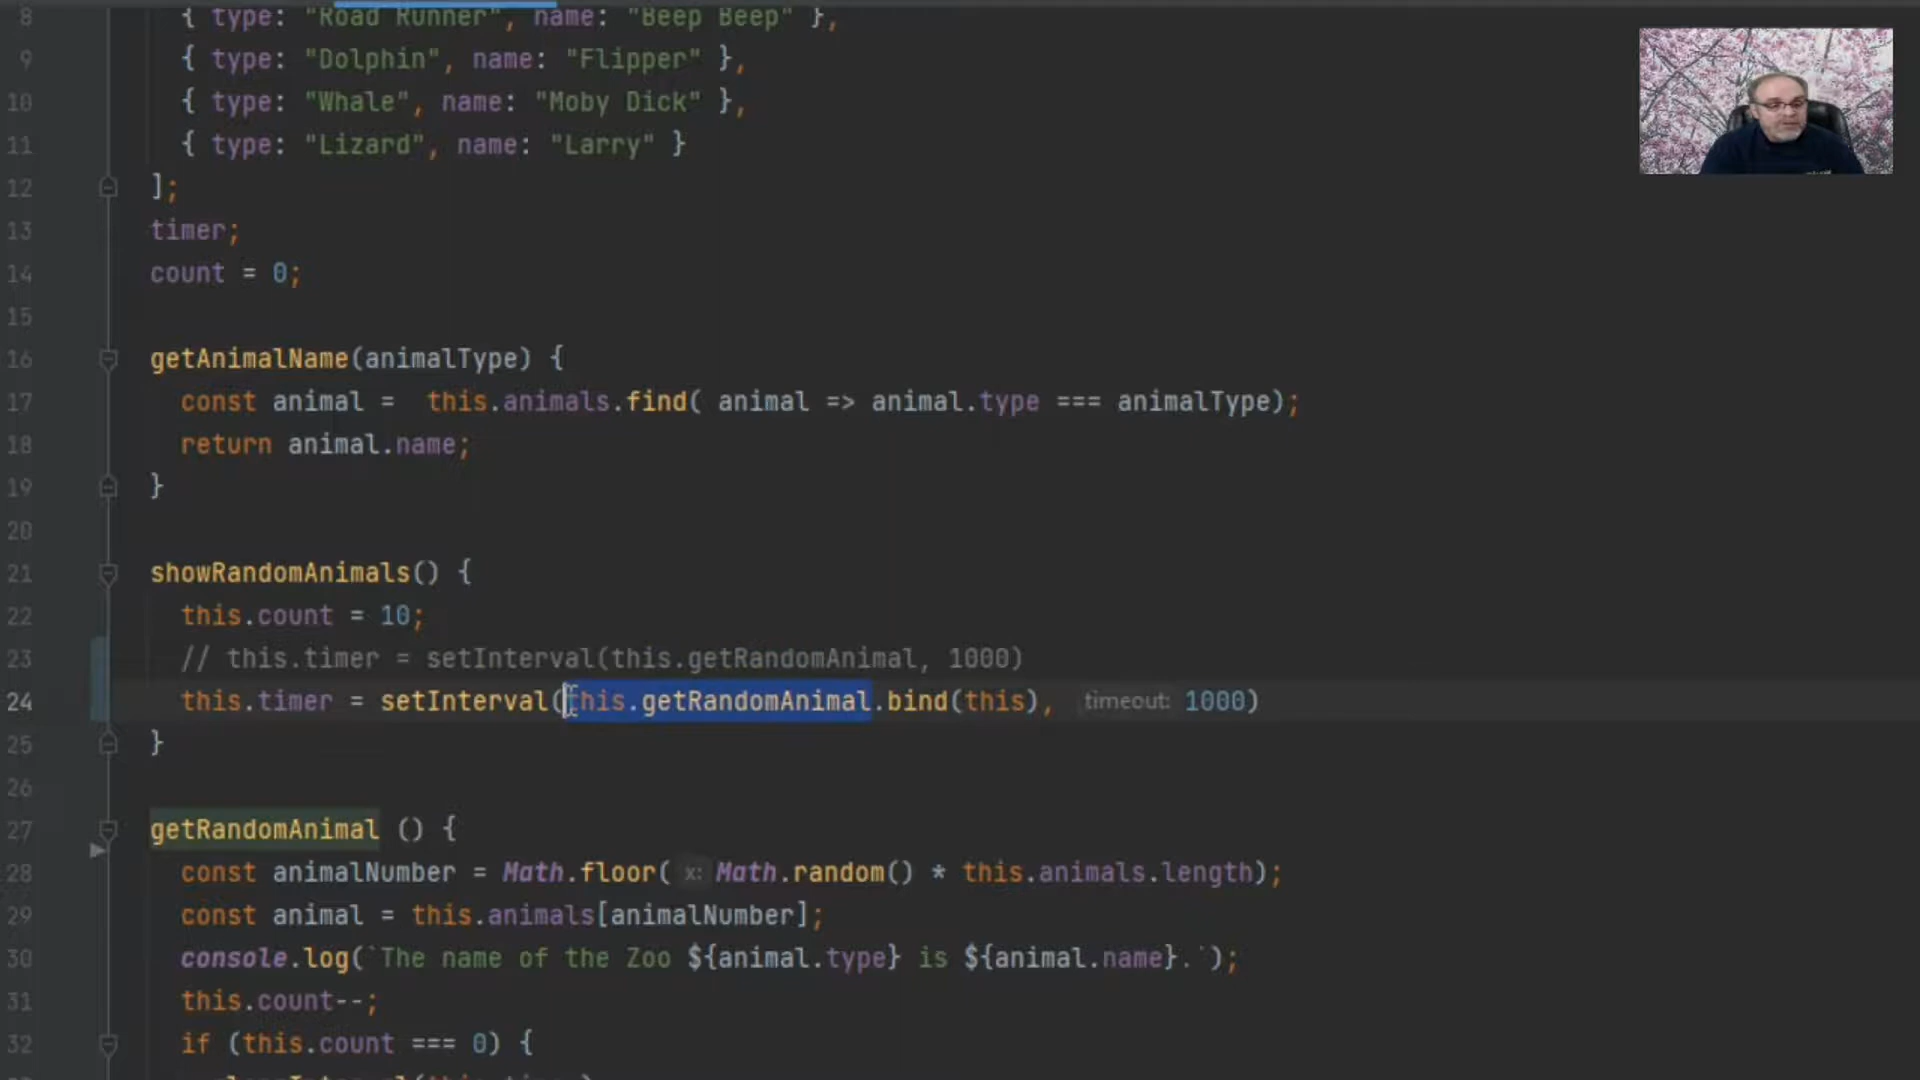 8 { type: "Road Runner", name: "Beep Beep" },
9 { type: "Dolphin", name: "Flipper" },
10 { type: "Whale", name: "Moby Dick" },
11 { type: "Lizard", name: "Larry" }
12 ];
13 timer;
14 count = 0;
15
16 getAnimalName(animalType) {
17 const animal =  this.animals.find( animal => animal.type === animalType);
18 return animal.name;
19 }
20
21 showRandomAnimals() {
22 this.count = 10;
23 // this.timer = setInterval(this.getRandomAnimal, 1000)
24 this.timer = setInterval(this.getRandomAnimal.bind(this), timeout: 1000)
25 }
26
27 getRandomAnimal () {
28 const animalNumber = Math.floor( x: Math.random() * this.animals.length);
29 const animal = this.animals[animalNumber];
30 console.log(`The name of the Zoo ${animal.type} is ${animal.name}.`);
31 this.count--;
32 if (this.count === 0) {